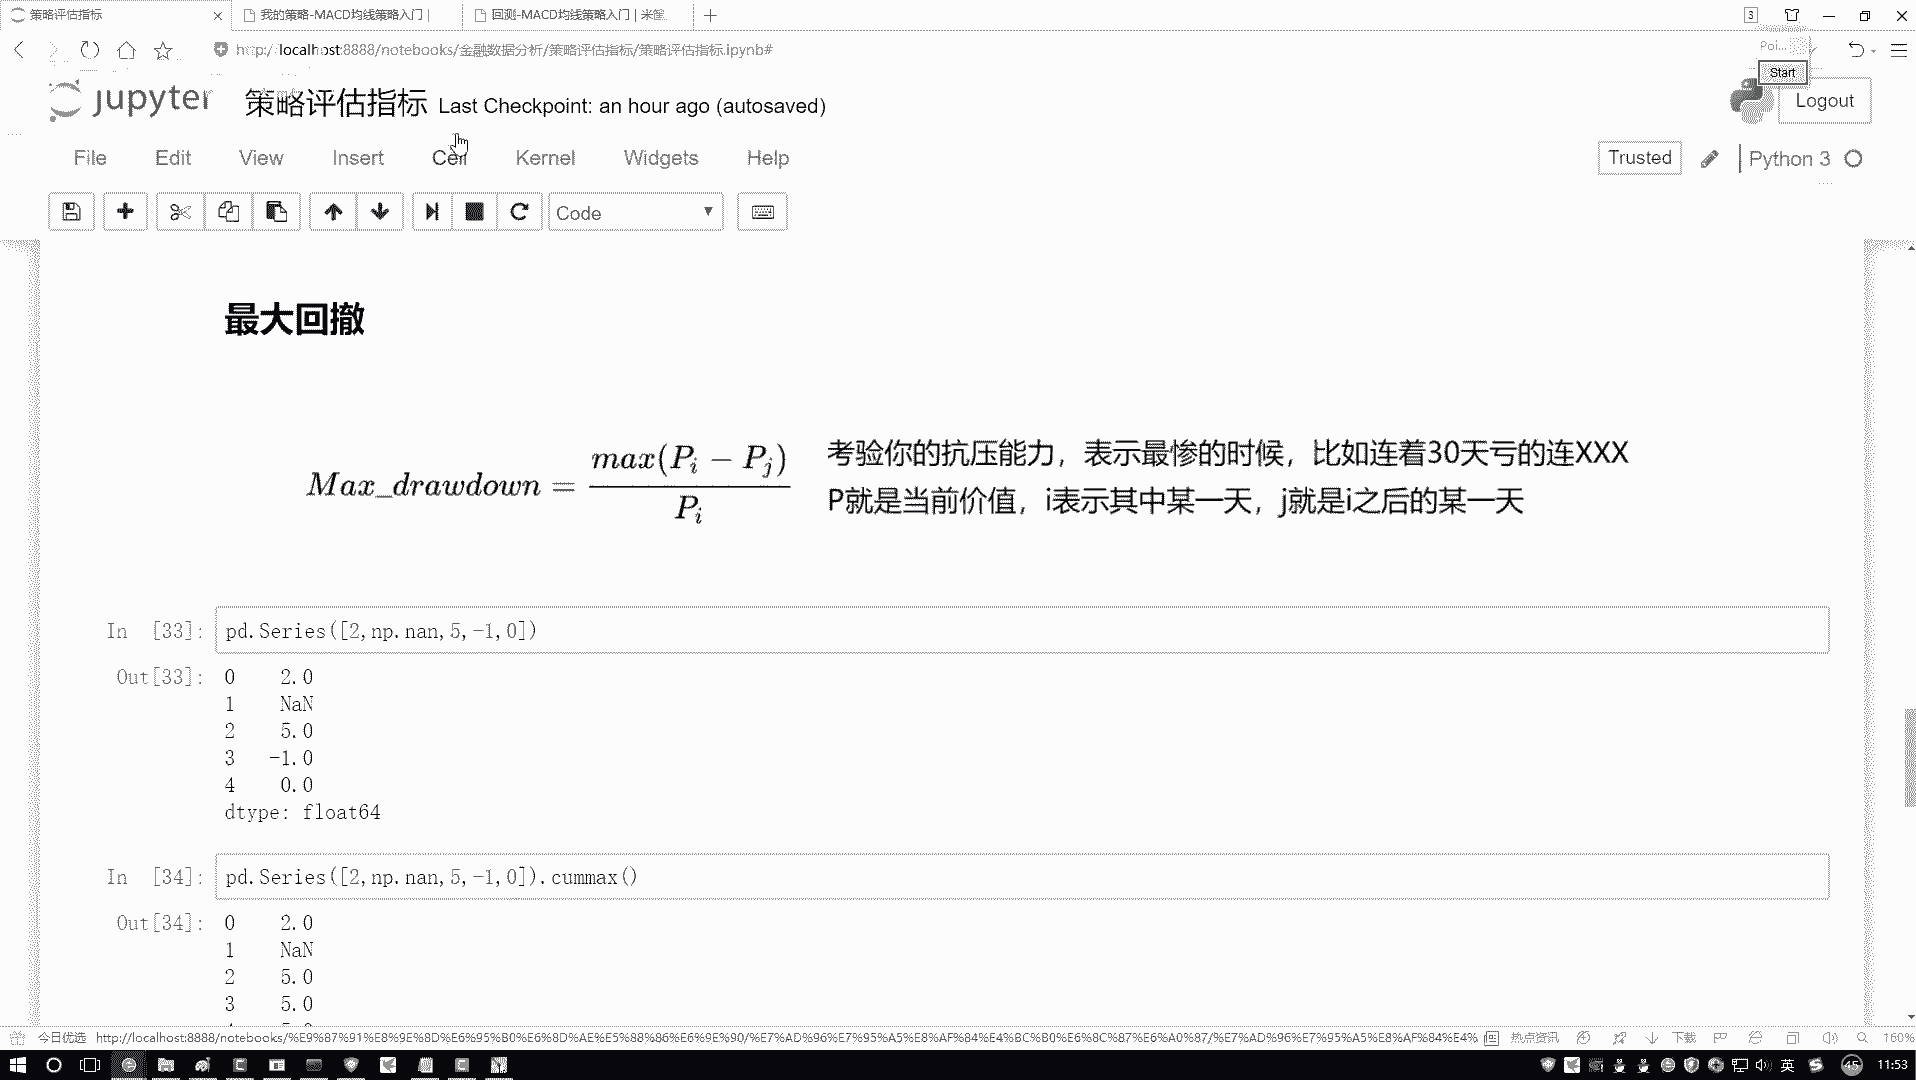 策略评估指标
我的策略-MACD均线策略入门 |
回测-MACD均线策略入门 | 米筐
3
http://localhost:8888/notebooks/金融数据分析/策略评估指标/策略评估指标.ipynb#
Poi...
Start
jupyter 策略评估指标 Last Checkpoint: an hour ago (autosaved)
Logout
File Edit View Insert Cell Kernel Widgets Help
Trusted Python 3
Code
最大回撤
Max_drawdown = max(P_i − P_j) / P_i
考验你的抗压能力，表示最惨的时候，比如连着30天亏的连XXX
P就是当前价值，i表示其中某一天，j就是i之后的某一天
In [33]: pd.Series([2,np.nan,5,-1,0])
Out[33]: 0 2.0
1 NaN
2 5.0
3 -1.0
4 0.0
dtype: float64
In [34]: pd.Series([2,np.nan,5,-1,0]).cummax()
Out[34]: 0 2.0
1 NaN
2 5.0
3 5.0
今日优选 http://localhost:8888/notebooks/%E9%87%91%E8%9E%8D%E6%95%B0%E6%8D%AE%E5%88%86%E6%9E%90/%E7%AD%96%E7%95%A5%E8%AF%84%E4%BC%B0%E6%8C%87%E6%A0%87/%E7%AD%96%E7%95%A5%E8%AF%84%E4%
热点资讯
下载
160%
英
45
11:53